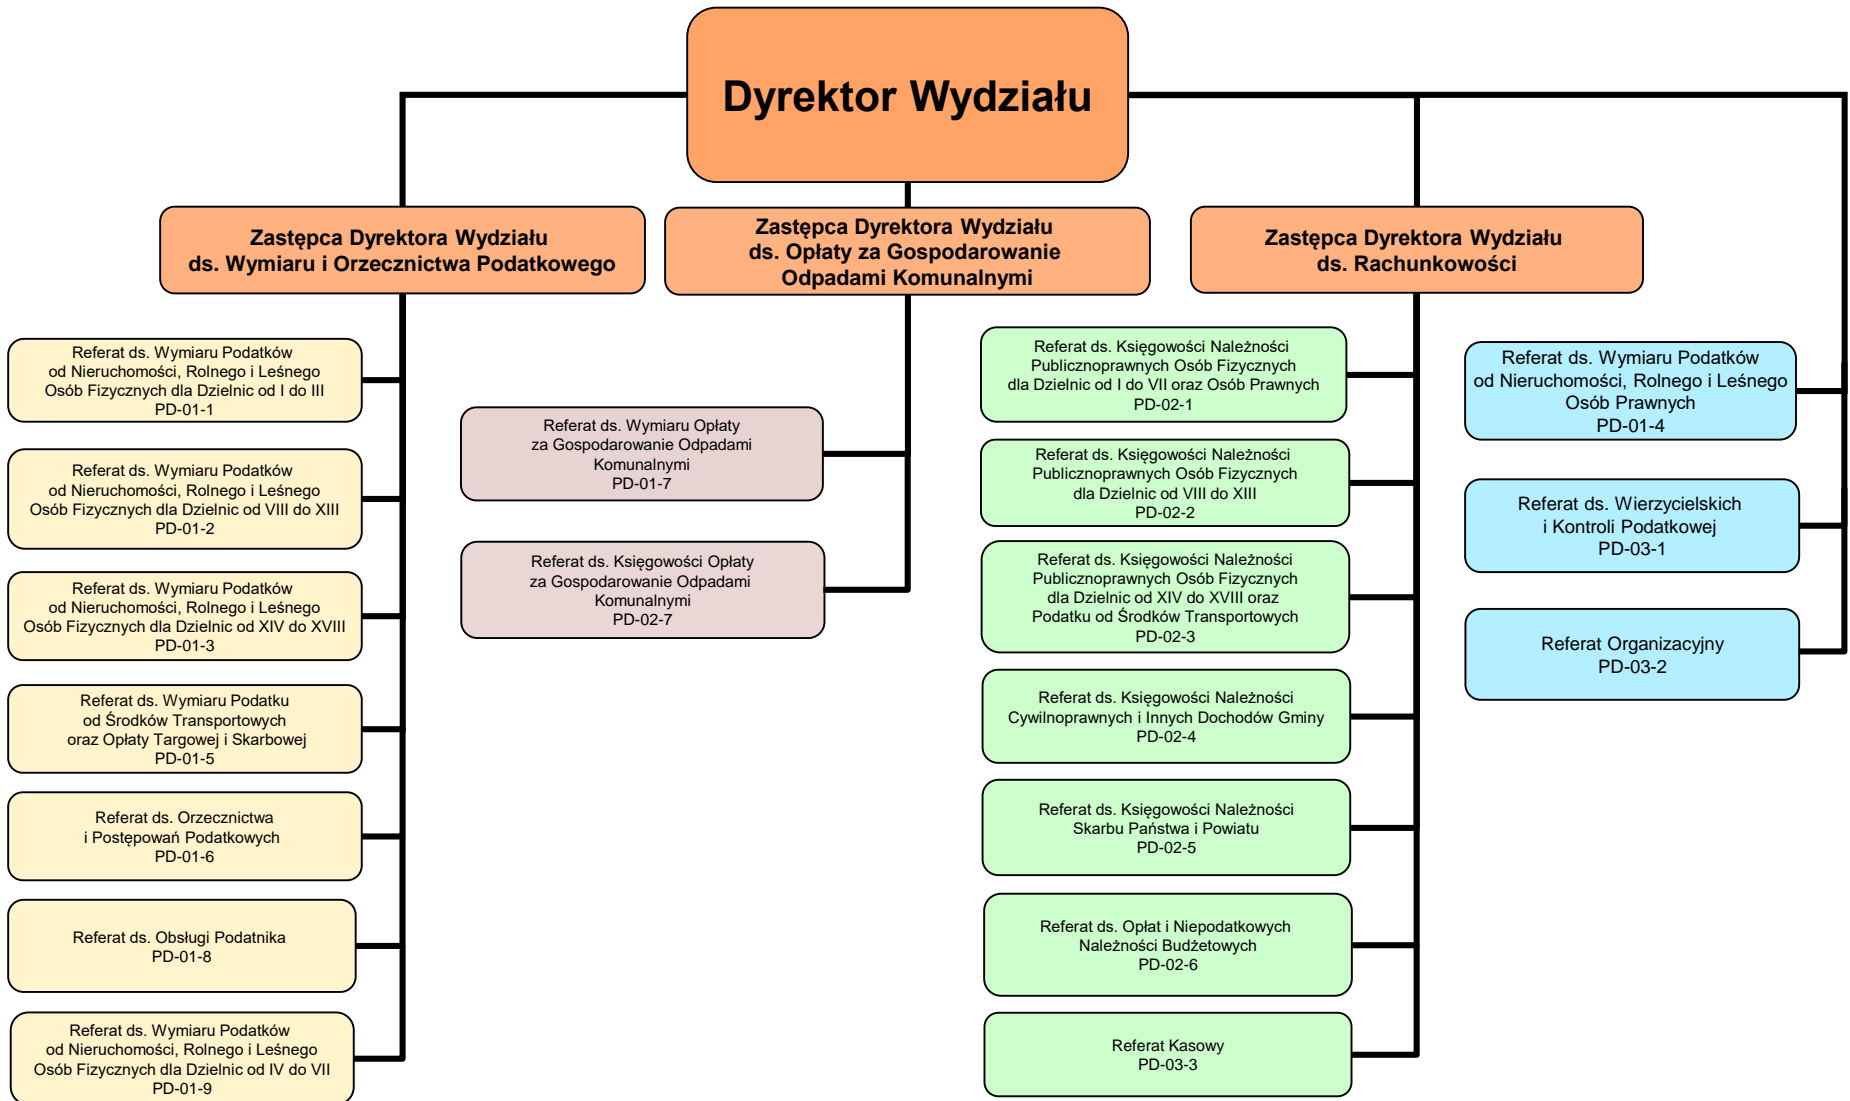 Dyrektor Wydziału
Zastępca Dyrektora Wydziału
ds. Wymiaru i Orzecznictwa Podatkowego
Zastępca Dyrektora Wydziału
ds. Opłaty za Gospodarowanie
Odpadami Komunalnymi
Zastępca Dyrektora Wydziału
ds. Rachunkowości
Referat ds. Wymiaru Podatków
od Nieruchomości, Rolnego i Leśnego
Osób Fizycznych dla Dzielnic od I do III
PD-01-1
Referat ds. Wymiaru Podatków
od Nieruchomości, Rolnego i Leśnego
Osób Fizycznych dla Dzielnic od VIII do XIII
PD-01-2
Referat ds. Wymiaru Podatków
od Nieruchomości, Rolnego i Leśnego
Osób Fizycznych dla Dzielnic od XIV do XVIII
PD-01-3
Referat ds. Wymiaru Podatku
od Środków Transportowych
oraz Opłaty Targowej i Skarbowej
PD-01-5
Referat ds. Orzecznictwa
i Postępowań Podatkowych
PD-01-6
Referat ds. Obsługi Podatnika
PD-01-8
Referat ds. Wymiaru Podatków
od Nieruchomości, Rolnego i Leśnego
Osób Fizycznych dla Dzielnic od IV do VII
PD-01-9
Referat ds. Wymiaru Opłaty
za Gospodarowanie Odpadami
Komunalnymi
PD-01-7
Referat ds. Księgowości Opłaty
za Gospodarowanie Odpadami
Komunalnymi
PD-02-7
Referat ds. Księgowości Należności
Publicznoprawnych Osób Fizycznych
dla Dzielnic od I do VII oraz Osób Prawnych
PD-02-1
Referat ds. Księgowości Należności
Publicznoprawnych Osób Fizycznych
dla Dzielnic od VIII do XIII
PD-02-2
Referat ds. Księgowości Należności
Publicznoprawnych Osób Fizycznych
dla Dzielnic od XIV do XVIII oraz
Podatku od Środków Transportowych
PD-02-3
Referat ds. Księgowości Należności
Cywilnoprawnych i Innych Dochodów Gminy
PD-02-4
Referat ds. Księgowości Należności
Skarbu Państwa i Powiatu
PD-02-5
Referat ds. Opłat i Niepodatkowych
Należności Budżetowych
PD-02-6
Referat Kasowy
PD-03-3
Referat ds. Wymiaru Podatków
od Nieruchomości, Rolnego i Leśnego
Osób Prawnych
PD-01-4
Referat ds. Wierzycielskich
i Kontroli Podatkowej
PD-03-1
Referat Organizacyjny
PD-03-2